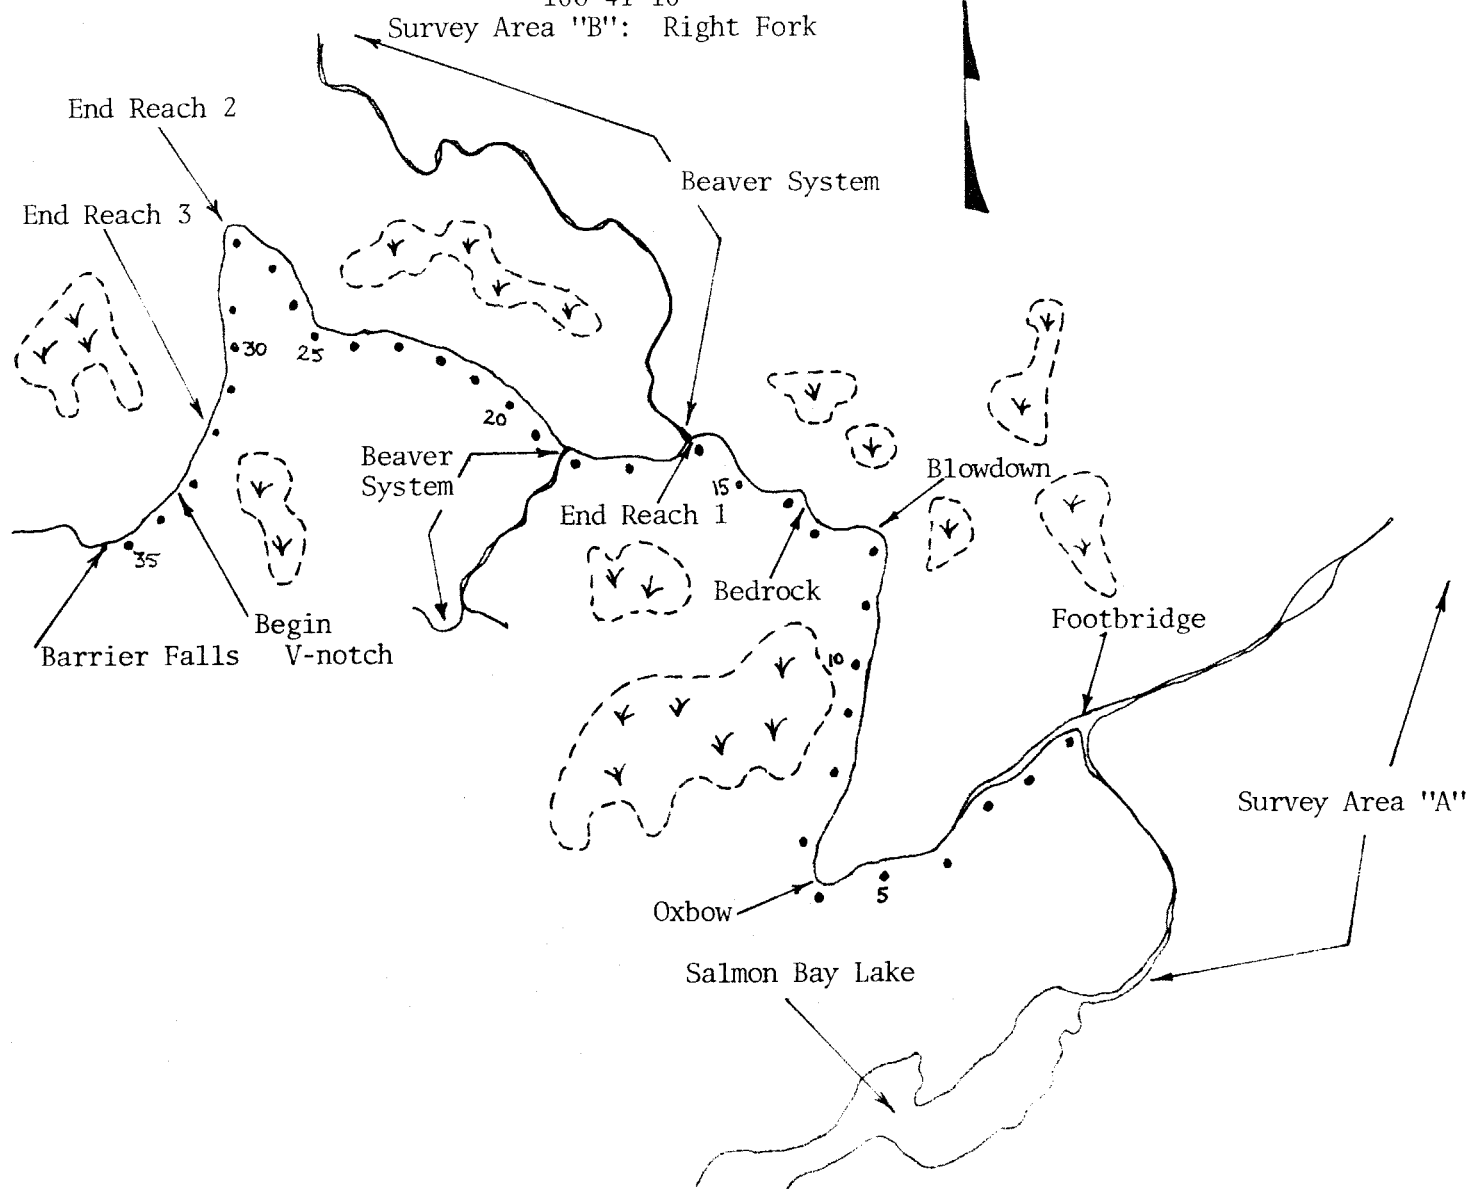 Survey Area "B": Right Fork
End Reach 2
Beaver System
End Reach 3
30
25
20
Beaver
System
15
Blowdown
End Reach 1
35
Bedrock
Begin
V-notch
Footbridge
Barrier Falls
10
Survey Area "A"
5
Oxbow
Salmon Bay Lake